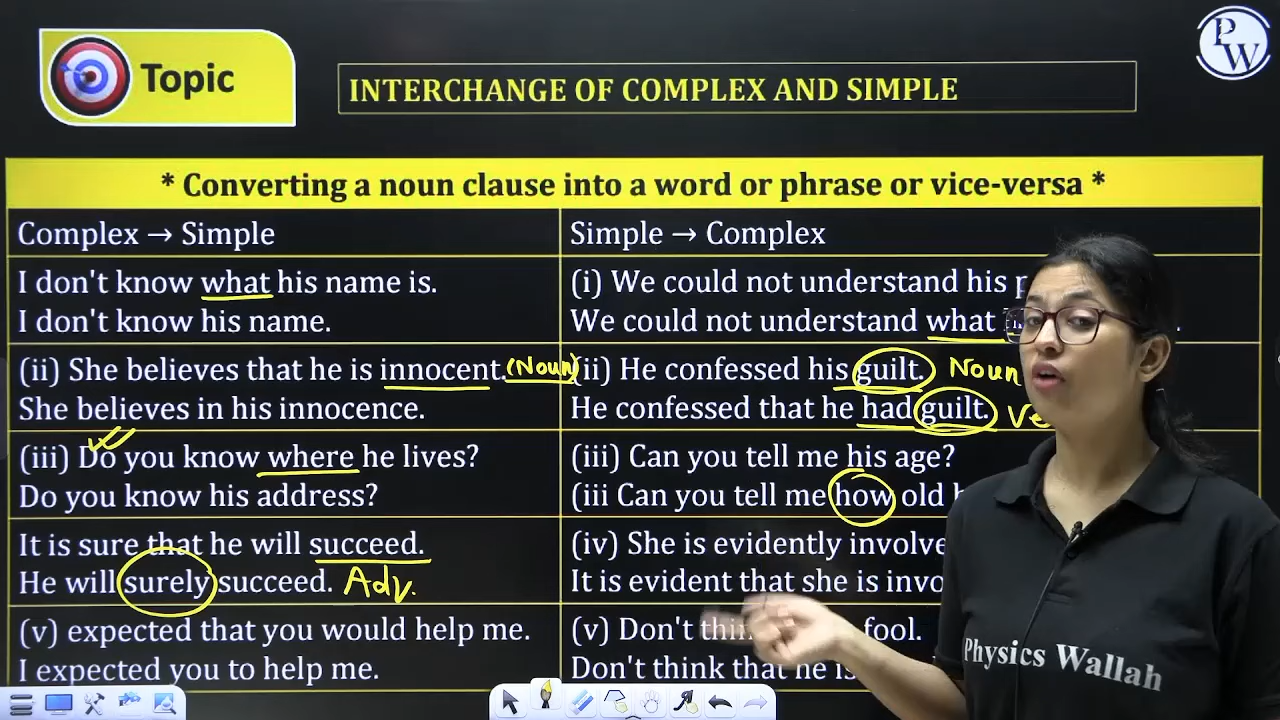 Topic
INTERCHANGE OF COMPLEX AND SIMPLE
PW
* Converting a noun clause into a word or phrase or vice-versa *
Complex → Simple
Simple → Complex
I don't know what his name is.
I don't know his name.
(i) We could not understand his
We could not understand what
(ii) She believes that he is innocent. (Noun)
She believes in his innocence.
(ii) He confessed his guilt. Noun
He confessed that he had guilt.
(iii) Do you know where he lives?
Do you know his address?
(iii) Can you tell me his age?
(iii Can you tell me how old
It is sure that he will succeed.
He will surely succeed. Adv.
(iv) She is evidently
It is evident that she is
(v) expected that you would help me.
I expected you to help me.
(v) Don't fool.
Don't think that he is
Physics Wallah